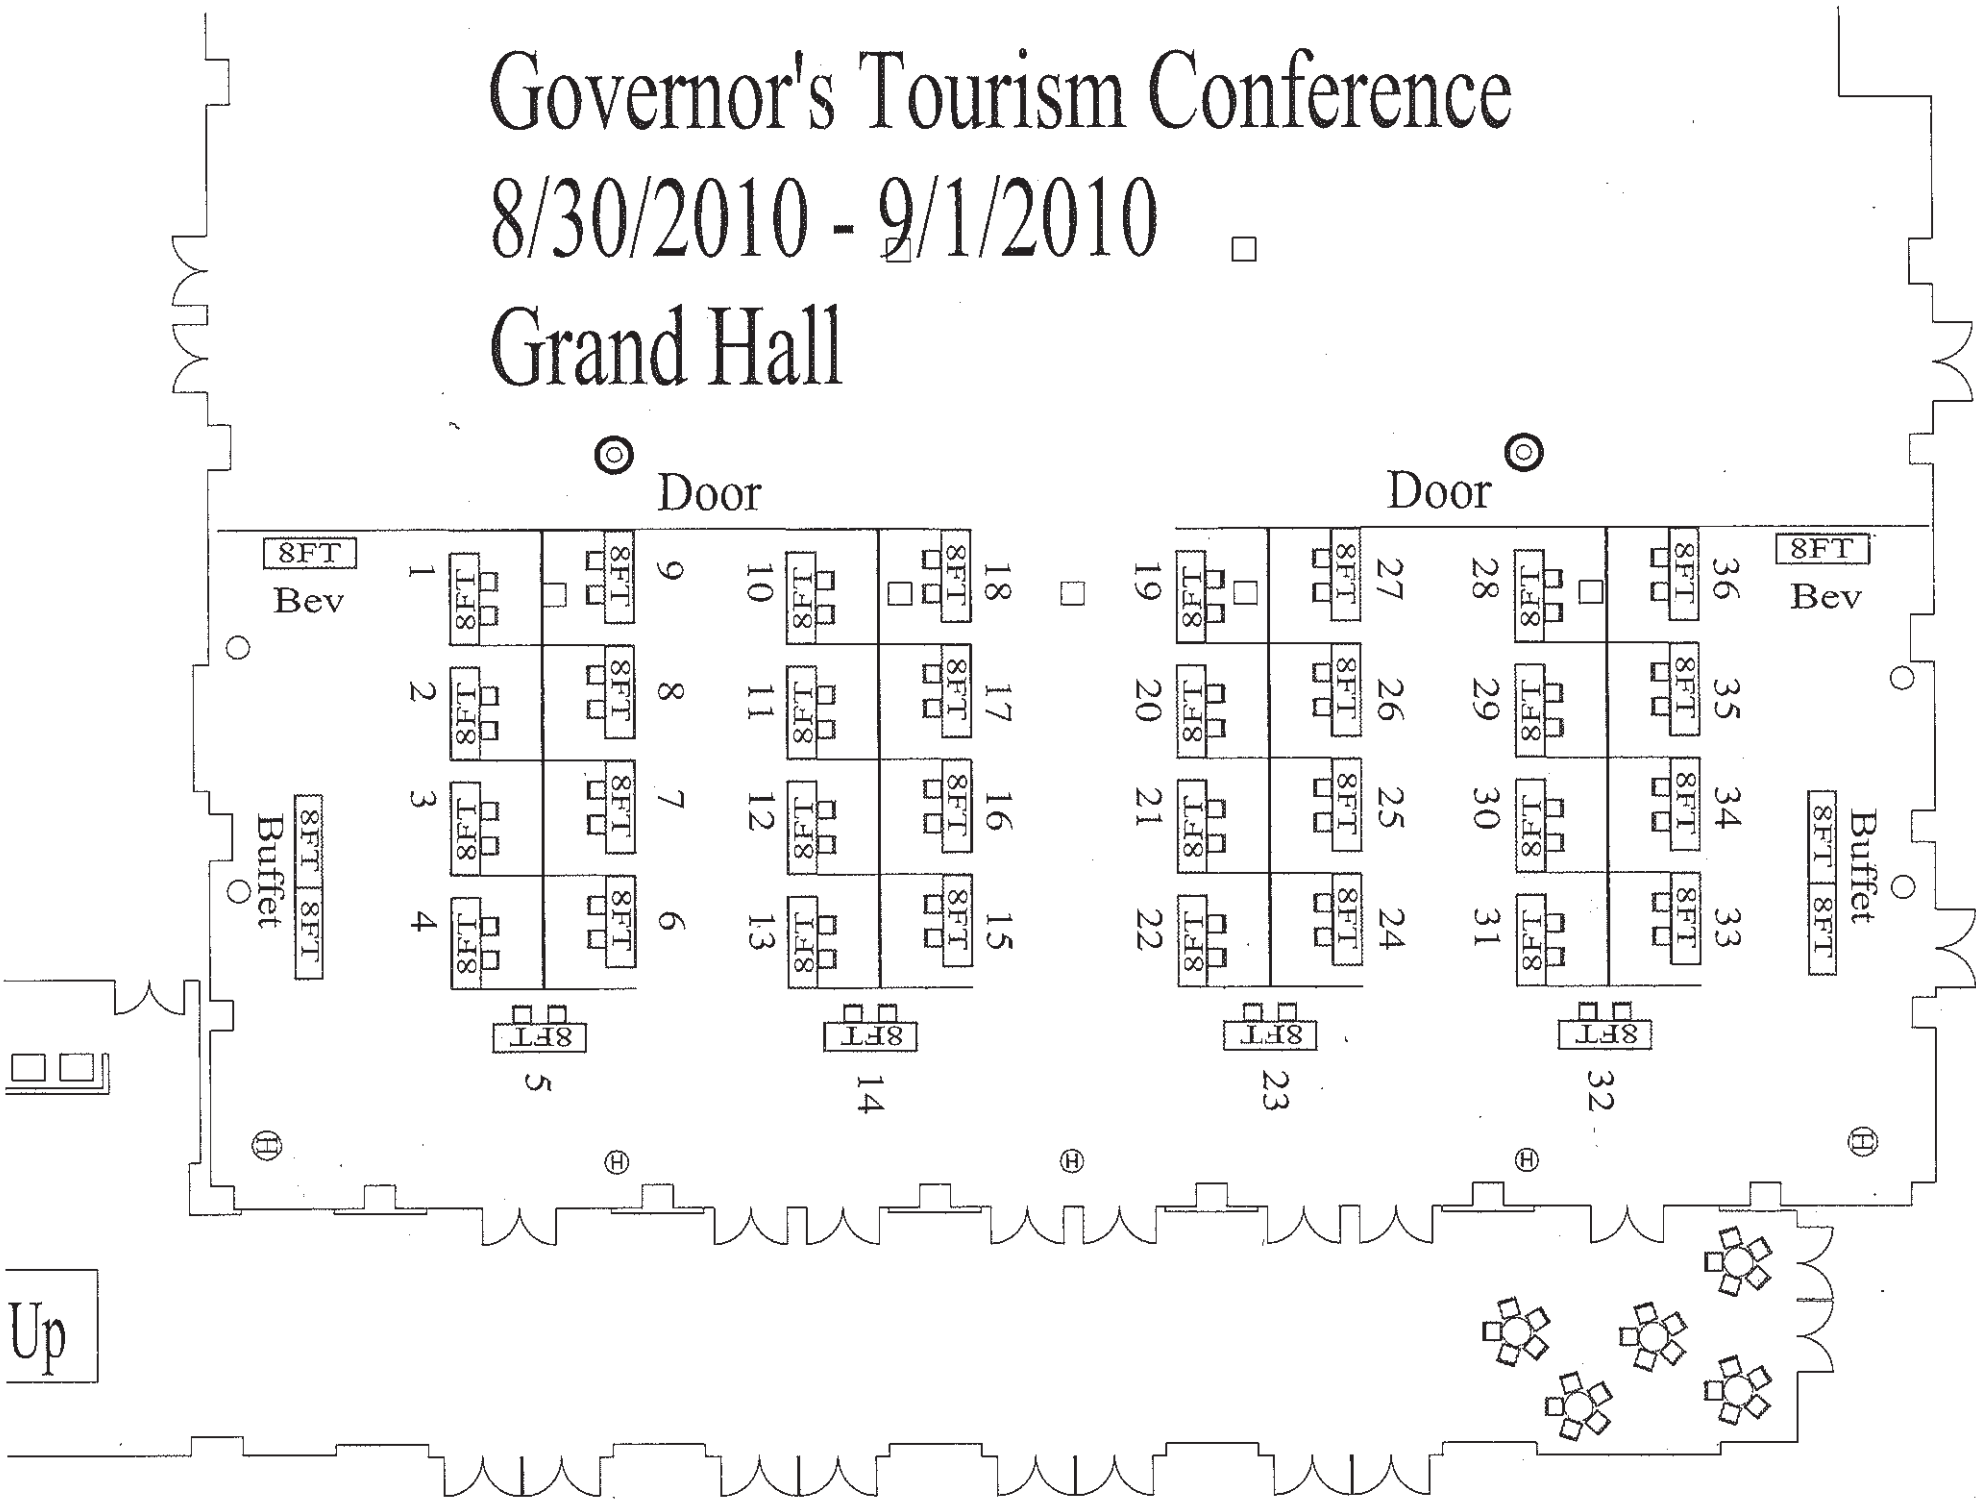 Governor's Tourism Conference
8/30/2010 - 9/1/2010
Grand Hall
Door Door
8FT 8FT
Bev Bev
1 8FT 8FT 9 10 8FT 8FT 18 19 8FT 8FT 27 28 8FT 8FT 36
2 8FT 8FT 8 11 8FT 8FT 17 20 8FT 8FT 26 29 8FT 8FT 35
3 8FT 8FT 7 12 8FT 8FT 16 21 8FT 8FT 25 30 8FT 8FT 34
4 8FT 8FT 6 13 8FT 8FT 15 22 8FT 8FT 24 31 8FT 8FT 33
Buffet 8FT 8FT
8FT 8FT Buffet
8FT 8FT 8FT 8FT
5 14 23 32
H H H H H
Up